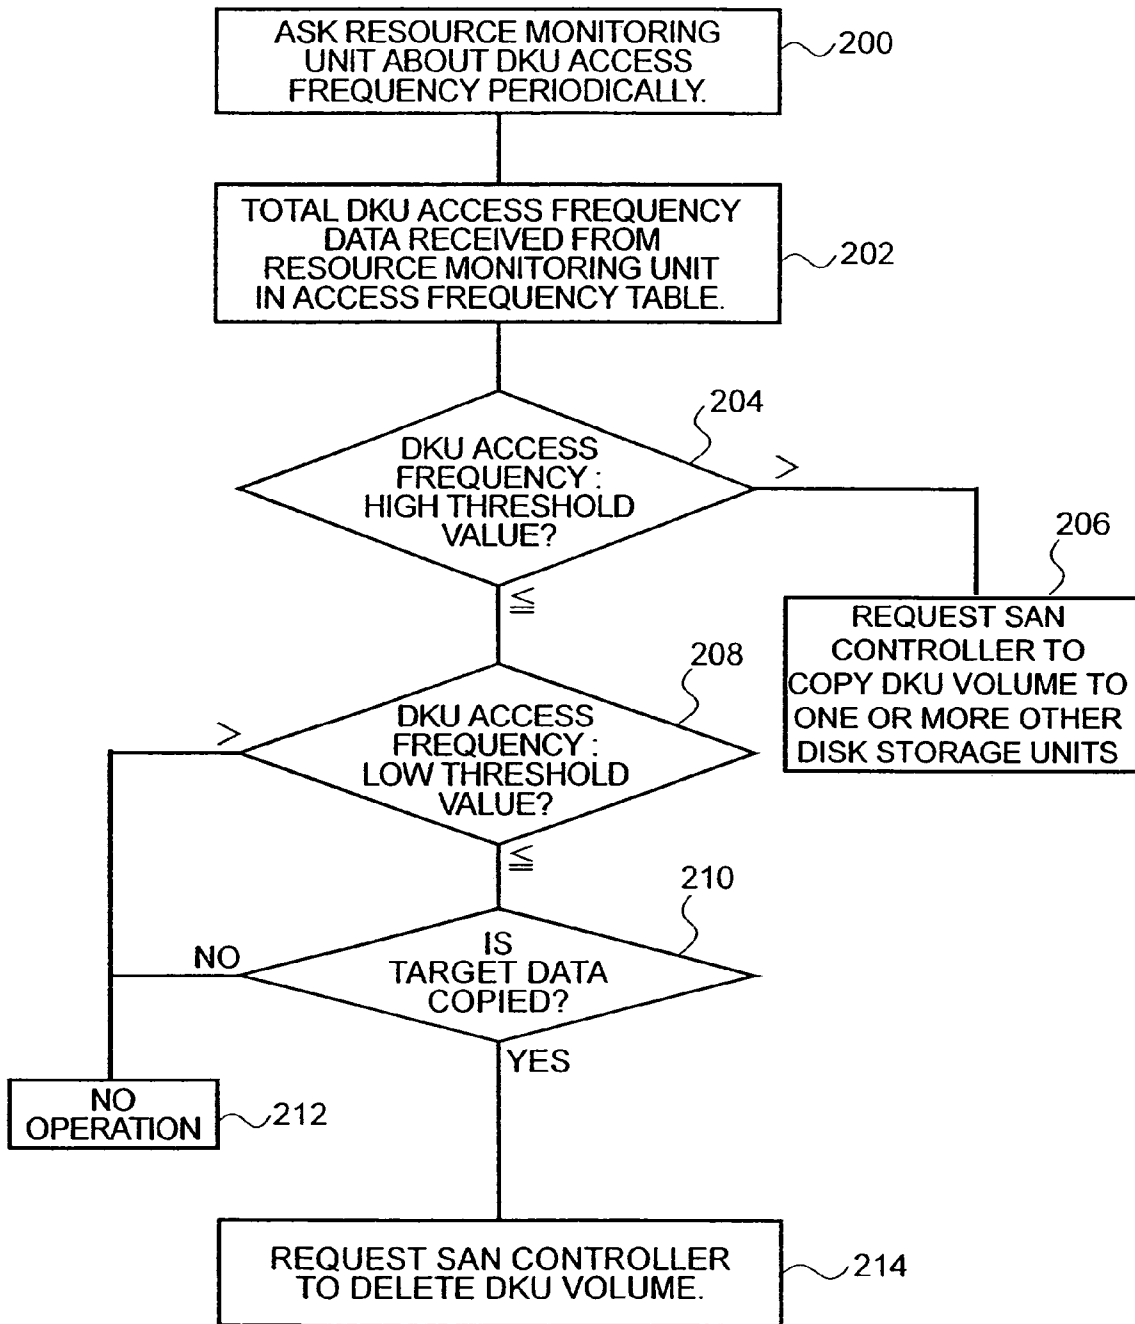 ASK RESOURCE MONITORING
UNIT ABOUT DKU ACCESS
FREQUENCY PERIODICALLY.
200
TOTAL DKU ACCESS FREQUENCY
DATA RECEIVED FROM
RESOURCE MONITORING UNIT
IN ACCESS FREQUENCY TABLE.
202
204
DKU ACCESS
FREQUENCY :
HIGH THRESHOLD
VALUE?
>
≦
206
REQUEST SAN
CONTROLLER TO
COPY DKU VOLUME TO
ONE OR MORE OTHER
DISK STORAGE UNITS
208
DKU ACCESS
FREQUENCY :
LOW THRESHOLD
VALUE?
>
≦
210
IS
TARGET DATA
COPIED?
NO
YES
NO
OPERATION
212
REQUEST SAN CONTROLLER
TO DELETE DKU VOLUME.
214